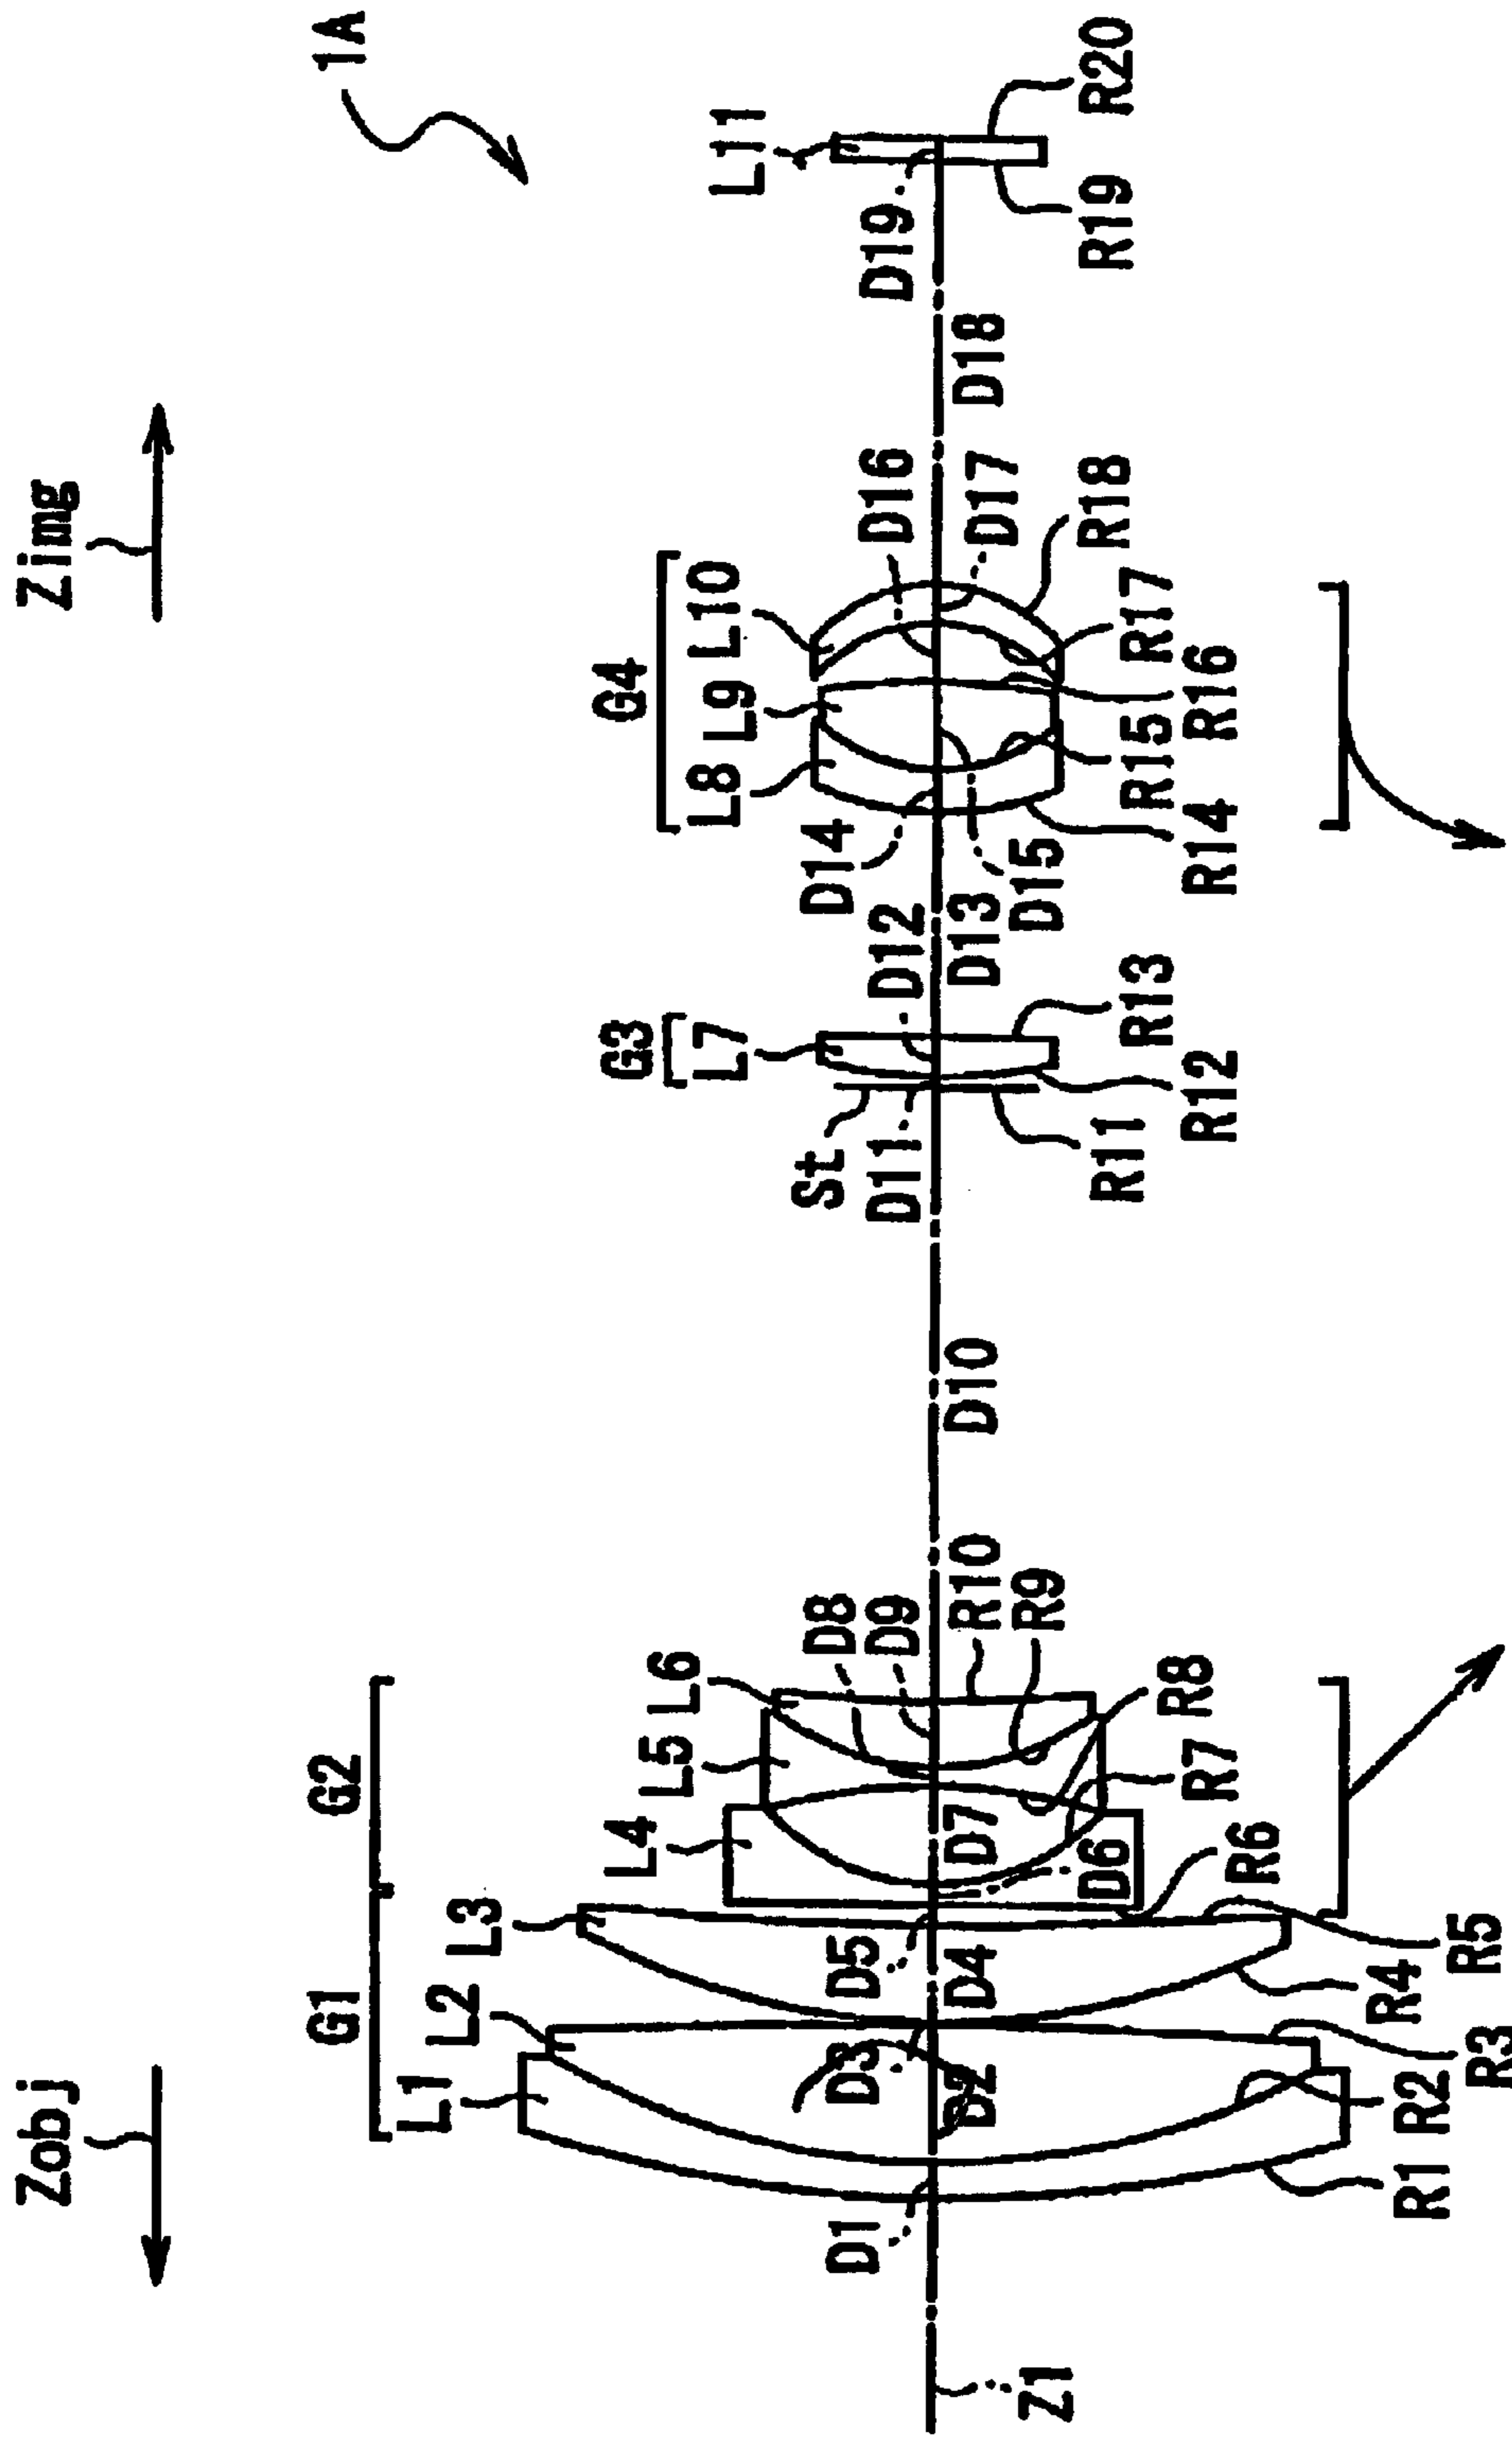 Zobj
Zimg
1A
G1
G2
G3
G4
L1
L2
L3
L4
L5
L6
L7
L8
L9
L10
L11
St
D1
D2
D3
D4
D5
D6
D7
D8
D9
D10
D11
D12
D13
D14
D15
D16
D17
D18
D19
R1
R2
R3
R4
R5
R6
R7
R8
R9
R10
R11
R12
R13
R14
R15
R16
R17
R18
R19
R20
Z1